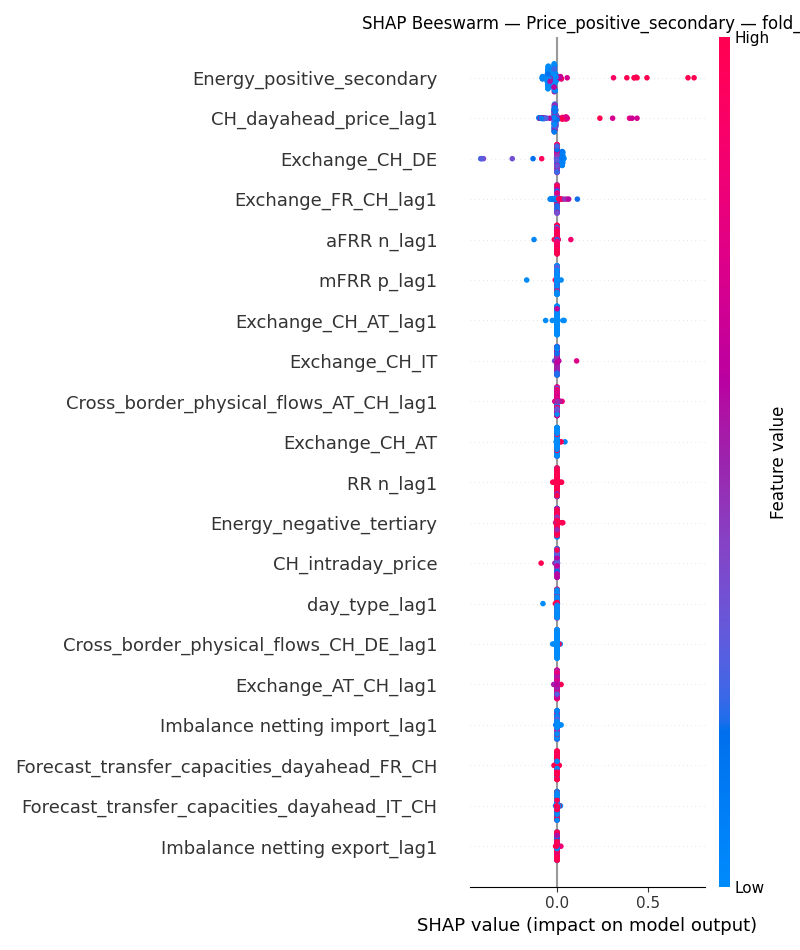 SHAP Beeswarm — Price_positive_secondary — fold_
High
Energy_positive_secondary
CH_dayahead_price_lag1
Exchange_CH_DE
Exchange_FR_CH_lag1
aFRR n_lag1
mFRR p_lag1
Exchange_CH_AT_lag1
Exchange_CH_IT
Cross_border_physical_flows_AT_CH_lag1
Exchange_CH_AT
RR n_lag1
Energy_negative_tertiary
CH_intraday_price
day_type_lag1
Cross_border_physical_flows_CH_DE_lag1
Exchange_AT_CH_lag1
Imbalance netting import_lag1
Forecast_transfer_capacities_dayahead_FR_CH
Forecast_transfer_capacities_dayahead_IT_CH
Imbalance netting export_lag1
Feature value
Low
0.0 0.5
SHAP value (impact on model output)